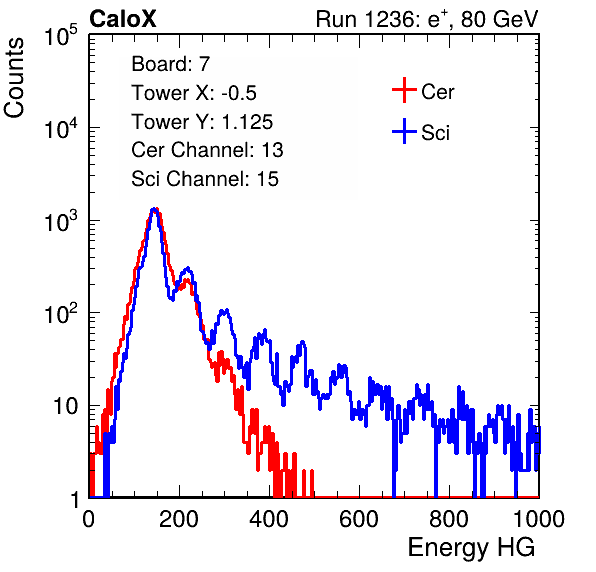 CaloX Run 1236: e⁺, 80 GeV
Counts
Board: 7
Tower X: -0.5
Tower Y: 1.125
Cer Channel: 13
Sci Channel: 15
Cer
Sci
10⁵
10⁴
10³
10²
10
1
0 200 400 600 800 1000
Energy HG